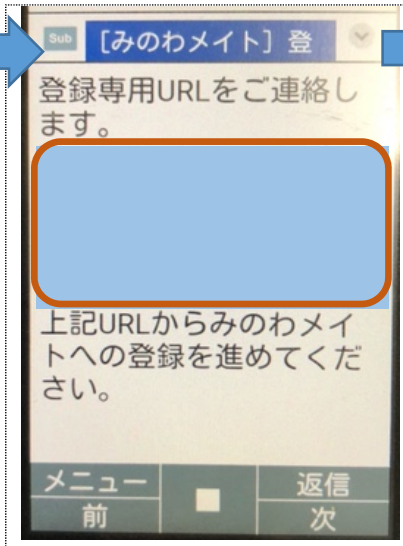 Sub [みのわメイト]登
登録専用URLをご連絡し
ます。
上記URLからみのわメイ
トへの登録を進めてくだ
さい。
メニュー 返信
前 次